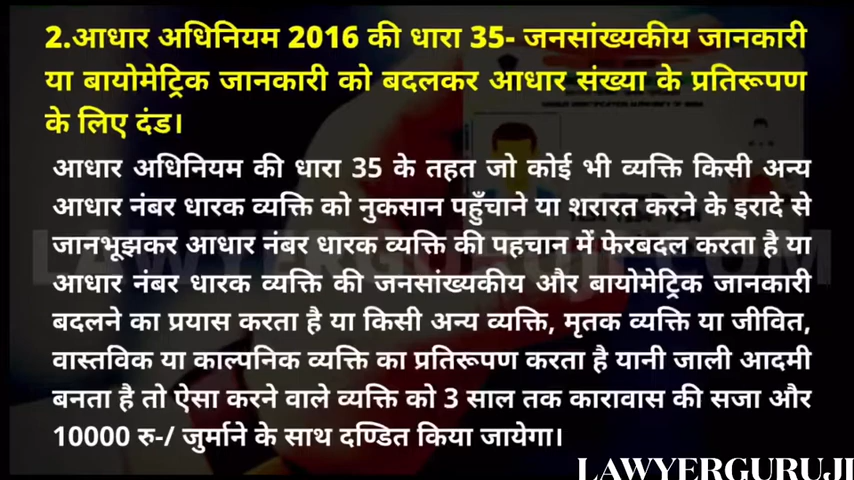 2.आधार अधिनियम 2016 की धारा 35- जनसांख्यकीय जानकारी
या बायोमेट्रिक जानकारी को बदलकर आधार संख्या के प्रतिरूपण
के लिए दंड।
आधार अधिनियम की धारा 35 के तहत जो कोई भी व्यक्ति किसी अन्य
आधार नंबर धारक व्यक्ति को नुकसान पहुँचाने या शरारत करने के इरादे से
जानभूझकर आधार नंबर धारक व्यक्ति की पहचान में फेरबदल करता है या
आधार नंबर धारक व्यक्ति की जनसांख्यकीय और बायोमेट्रिक जानकारी
बदलने का प्रयास करता है या किसी अन्य व्यक्ति, मृतक व्यक्ति या जीवित,
वास्तविक या काल्पनिक व्यक्ति का प्रतिरूपण करता है यानी जाली आदमी
बनता है तो ऐसा करने वाले व्यक्ति को 3 साल तक कारावास की सजा और
10000 रु-/ जुर्माने के साथ दण्डित किया जायेगा।
LAWYERGURUJI